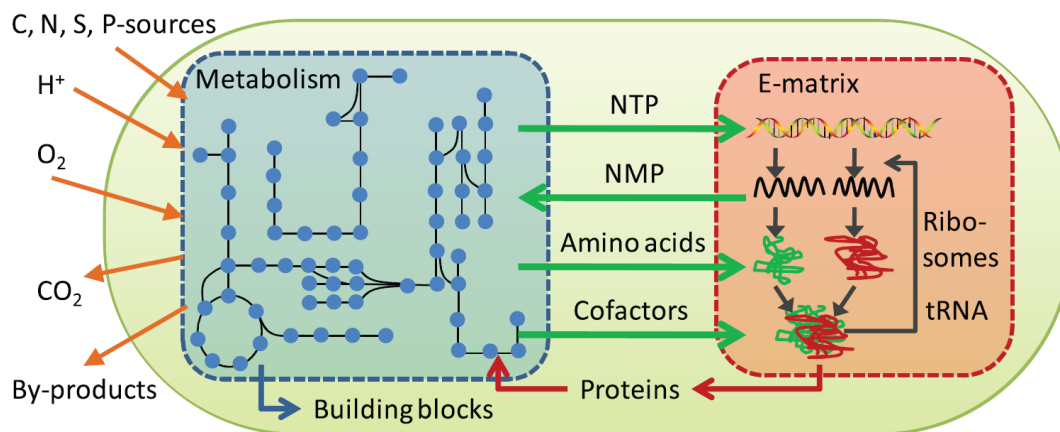 C, N, S, P-sources
H⁺
O₂
CO₂
By-products
Metabolism
Building blocks
NTP
NMP
Amino acids
Cofactors
Proteins
E-matrix
Ribo-
somes
tRNA